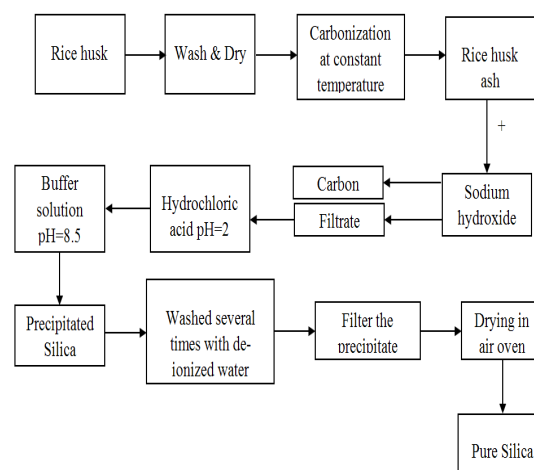 Rice husk
Wash & Dry
Carbonization
at constant
temperature
Rice husk
ash
+
Sodium
hydroxide
Carbon
Filtrate
Hydrochloric
acid pH=2
Buffer
solution
pH=8.5
Precipitated
Silica
Washed several
times with de-
ionized water
Filter the
precipitate
Drying in
air oven
Pure Silica